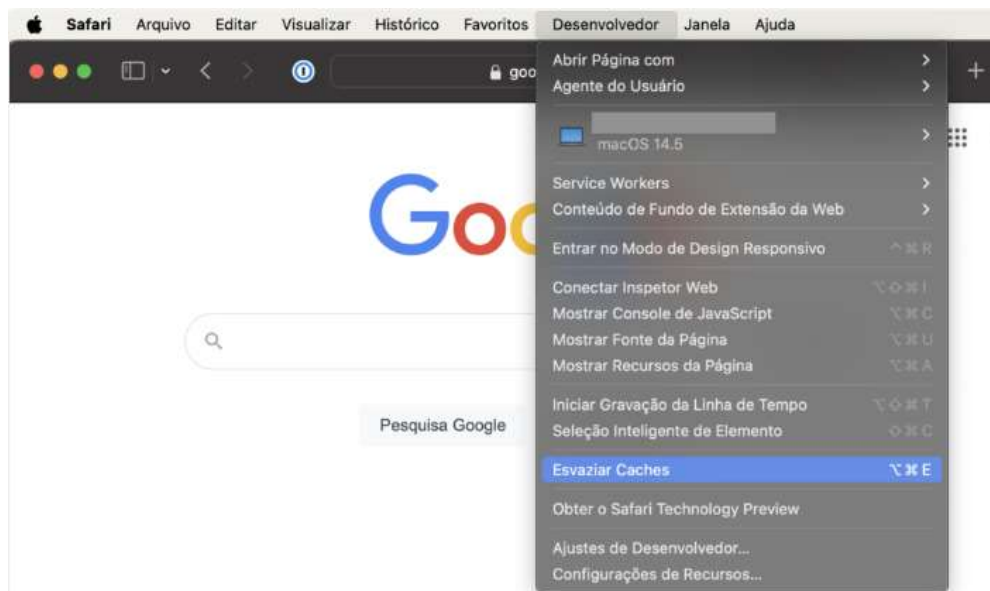 Safari Arquivo Editar Visualizar Histórico Favoritos Desenvolvedor Janela Ajuda
goo
Abrir Página com
Agente do Usuário
macOS 14.5
Service Workers
Conteúdo de Fundo de Extensão da Web
Entrar no Modo de Design Responsivo ^⌘R
Conectar Inspetor Web ⌥⇧⌘I
Mostrar Console de JavaScript ⌥⌘C
Mostrar Fonte da Página ⌥⌘U
Mostrar Recursos da Página ⌥⌘A
Iniciar Gravação da Linha de Tempo ⌥⇧⌘T
Seleção Inteligente de Elemento ⇧⌘C
Esvaziar Caches ⌥⌘E
Obter o Safari Technology Preview
Ajustes de Desenvolvedor...
Configurações de Recursos...
Goo
Pesquisa Google